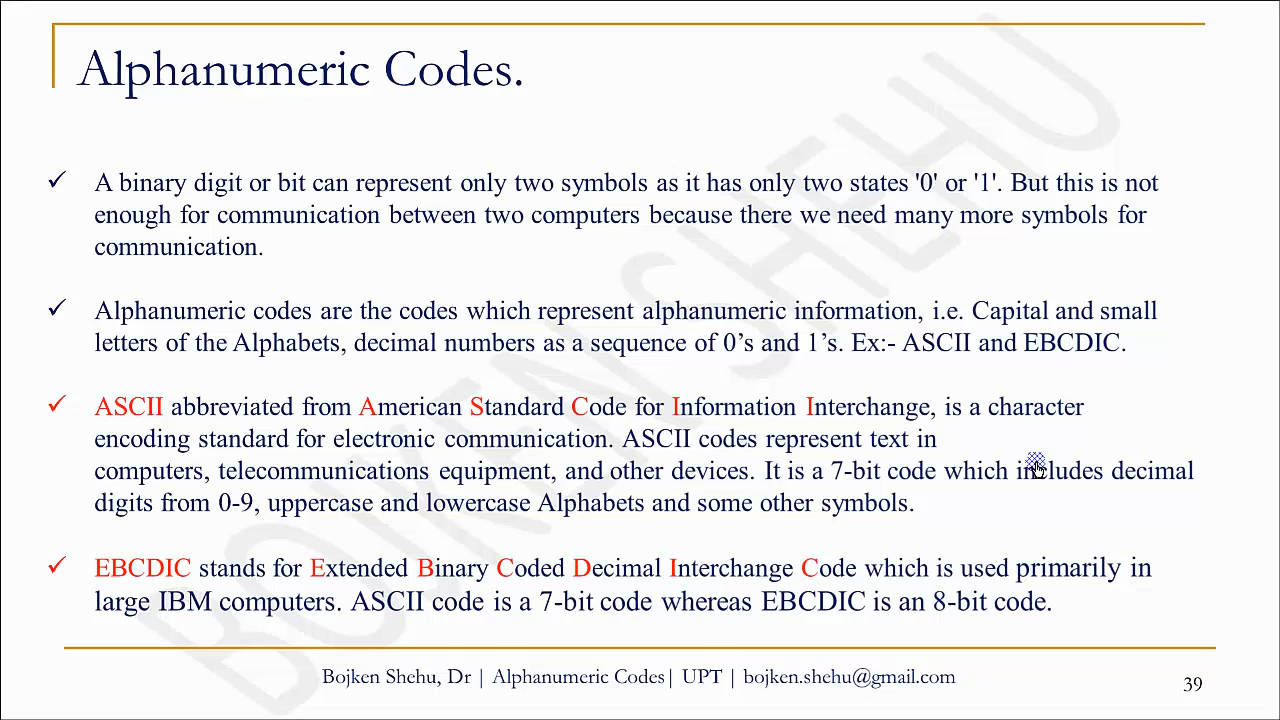 Alphanumeric Codes.
✓ A binary digit or bit can represent only two symbols as it has only two states '0' or '1'. But this is not
enough for communication between two computers because there we need many more symbols for
communication.
✓ Alphanumeric codes are the codes which represent alphanumeric information, i.e. Capital and small
letters of the Alphabets, decimal numbers as a sequence of 0’s and 1’s. Ex:- ASCII and EBCDIC.
✓ ASCII abbreviated from American Standard Code for Information Interchange, is a character
encoding standard for electronic communication. ASCII codes represent text in
computers, telecommunications equipment, and other devices. It is a 7-bit code which includes decimal
digits from 0-9, uppercase and lowercase Alphabets and some other symbols.
✓ EBCDIC stands for Extended Binary Coded Decimal Interchange Code which is used primarily in
large IBM computers. ASCII code is a 7-bit code whereas EBCDIC is an 8-bit code.
Bojken Shehu, Dr | Alphanumeric Codes| UPT | bojken.shehu@gmail.com
39
BOJKEN SHEHU